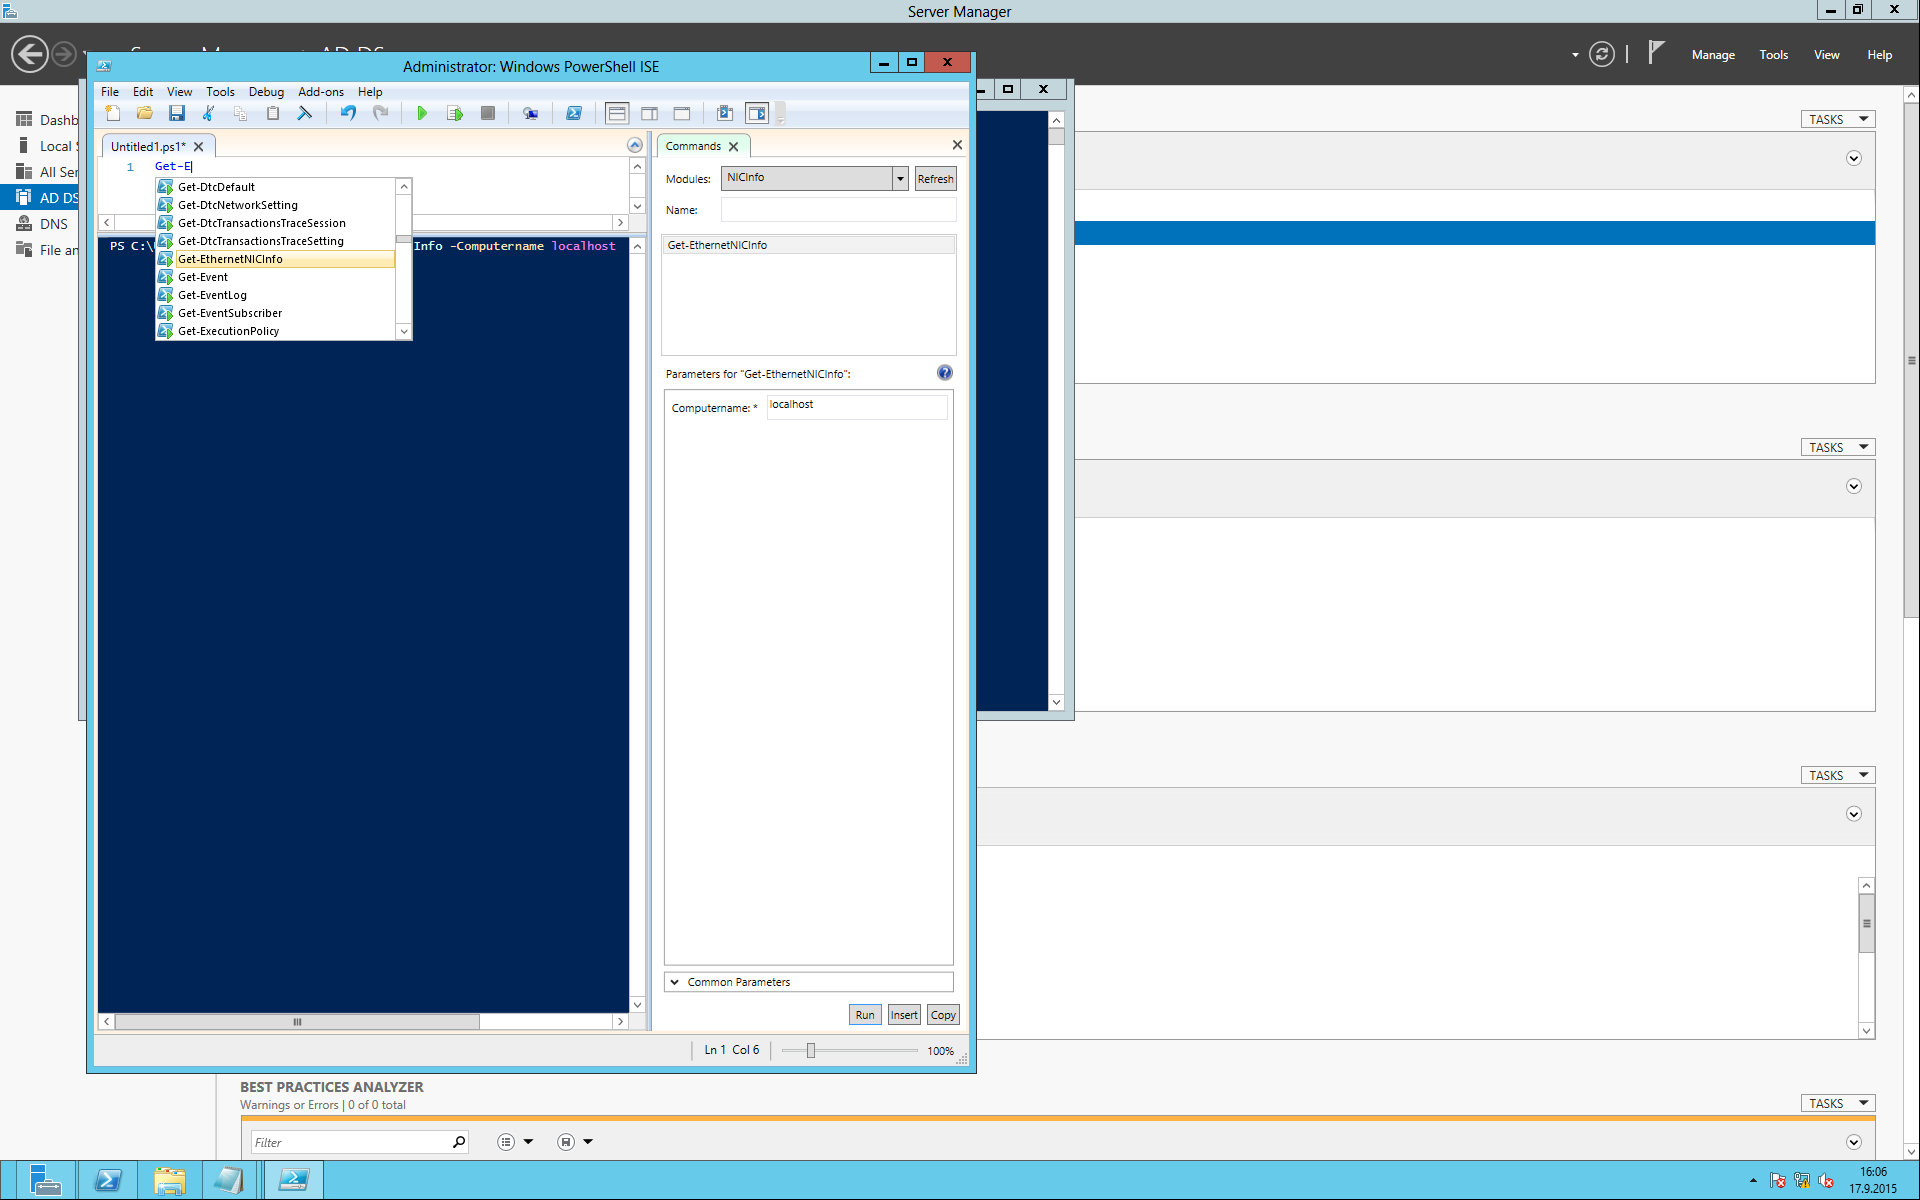 Server Manager
Manage Tools View Help
Administrator: Windows PowerShell ISE
File Edit View Tools Debug Add-ons Help
Untitled1.ps1*
1 Get-E
Get-DtcDefault
Get-DtcNetworkSetting
Get-DtcTransactionsTraceSession
Get-DtcTransactionsTraceSetting
Get-EthernetNICInfo
Get-Event
Get-EventLog
Get-EventSubscriber
Get-ExecutionPolicy
PS C:\ Info -Computername localhost
Commands
Modules: NICInfo Refresh
Name:
Get-EthernetNICInfo
Parameters for "Get-EthernetNICInfo":
Computername: * localhost
Common Parameters
Run Insert Copy
Ln 1 Col 6 100%
Dashb
Local S
All Ser
AD DS
DNS
File an
TASKS
TASKS
TASKS
BEST PRACTICES ANALYZER
Warnings or Errors | 0 of 0 total
TASKS
Filter
16:06
17.9.2015